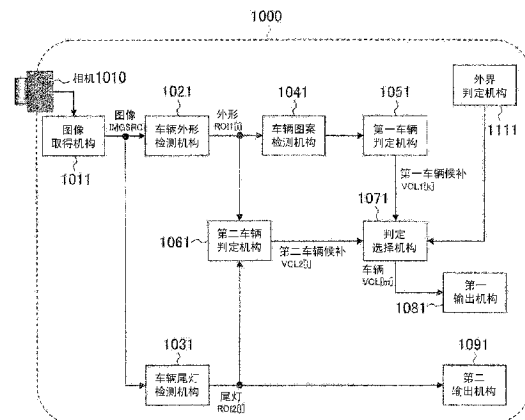 1000
相机1010
图像
取得机构
1011
图像
IMGSRC
1021
车辆外形
检测机构
外形
ROI1[i]
1041
车辆图案
检测机构
1051
第一车辆
判定机构
外界
判定机构
1111
第一车辆候补
VCL1[k]
1071
1061
第二车辆
判定机构
第二车辆候补
VCL2[l]
判定
选择机构
车辆
VCL[m]
第一
输出机构
1081
1031
车辆尾灯
检测机构
尾灯
ROI2[j]
1091
第二
输出机构